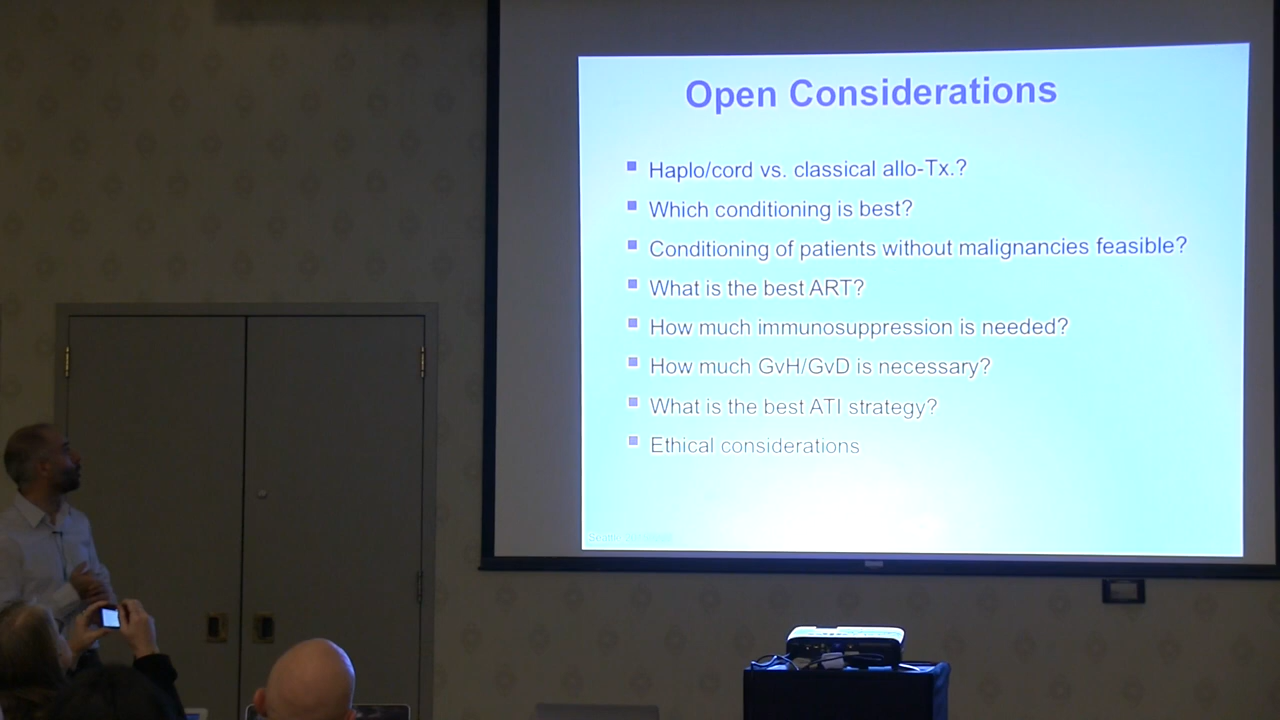 Open Considerations
Haplo/cord vs. classical allo-Tx.?
Which conditioning is best?
Conditioning of patients without malignancies feasible?
What is the best ART?
How much immunosuppression is needed?
How much GvH/GvD is necessary?
What is the best ATI strategy?
Ethical considerations